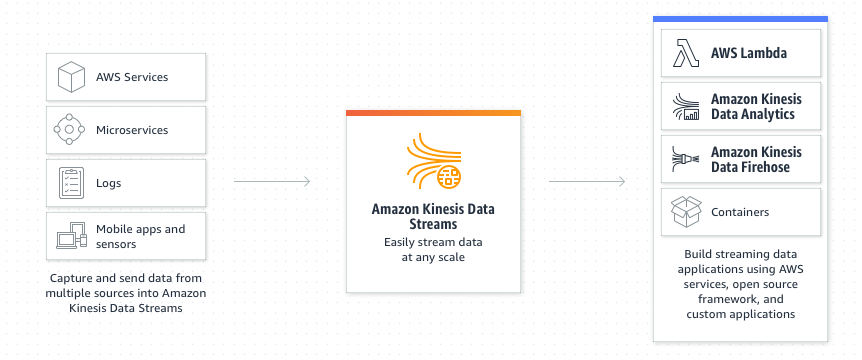 AWS Services
Microservices
Logs
Mobile apps and
sensors
Capture and send data from
multiple sources into Amazon
Kinesis Data Streams
Amazon Kinesis Data
Streams
Easily stream data
at any scale
AWS Lambda
Amazon Kinesis
Data Analytics
Amazon Kinesis
Data Firehose
Containers
Build streaming data
applications using AWS
services, open source
framework, and
custom applications